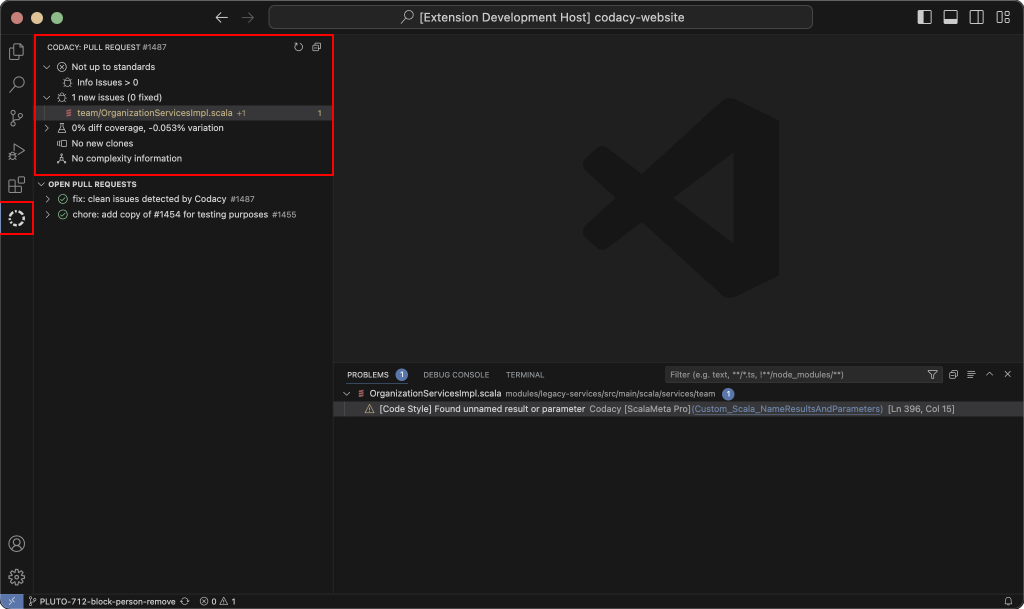 [Extension Development Host] codacy-website
CODACY: PULL REQUEST #1487
Not up to standards
Info Issues > 0
1 new issues (0 fixed)
team/OrganizationServicesImpl.scala +1 1
0% diff coverage, -0.053% variation
No new clones
No complexity information
OPEN PULL REQUESTS
fix: clean issues detected by Codacy #1487
chore: add copy of #1454 for testing purposes #1455
PROBLEMS 1 DEBUG CONSOLE TERMINAL Filter (e.g. text, **/*.ts, !**/node_modules/**)
OrganizationServicesImpl.scala modules/legacy-services/src/main/scala/services/team 1
[Code Style] Found unnamed result or parameter Codacy [ScalaMeta Pro](Custom_Scala_NameResultsAndParameters) [Ln 396, Col 15]
PLUTO-712-block-person-remove 0 1